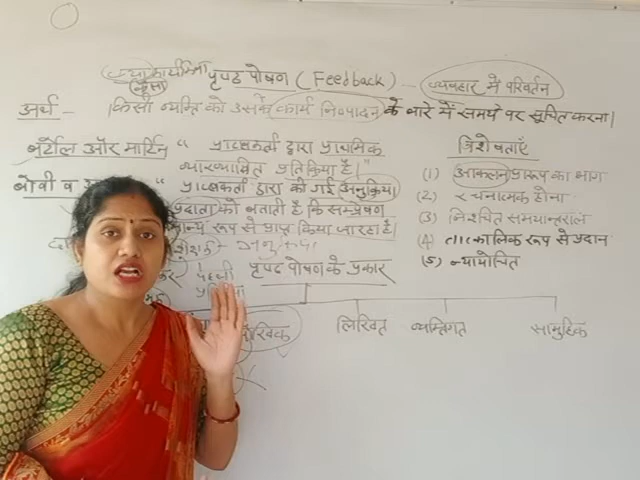 पृष्ठ पोषण (Feedback) व्यवहार में परिवर्तन
अर्थ - किसी व्यक्ति को उसके कार्य निष्पादन के बारे में समय पर सूचित करना।
बर्टोल और मार्टिन " प्राप्तकर्ता द्वारा प्राथमिक
प्रतिक्रिया है।"
बोवी व " प्राप्तकर्ता द्वारा की गई अनुक्रिया
प्रदाता को बताती है कि सम्प्रेषण
रूप से प्राप्त किया जा रहा है।
विशेषताएँ
(1) आकलन प्रारूप का भाग
(2) रचनात्मक होना
(3) निश्चित समयान्तराल
(4) तात्कालिक रूप से प्रदान
(5) न्यायोचित
पृष्ठ पोषण के प्रकार
लिखित व्यक्तिगत सामुहिक